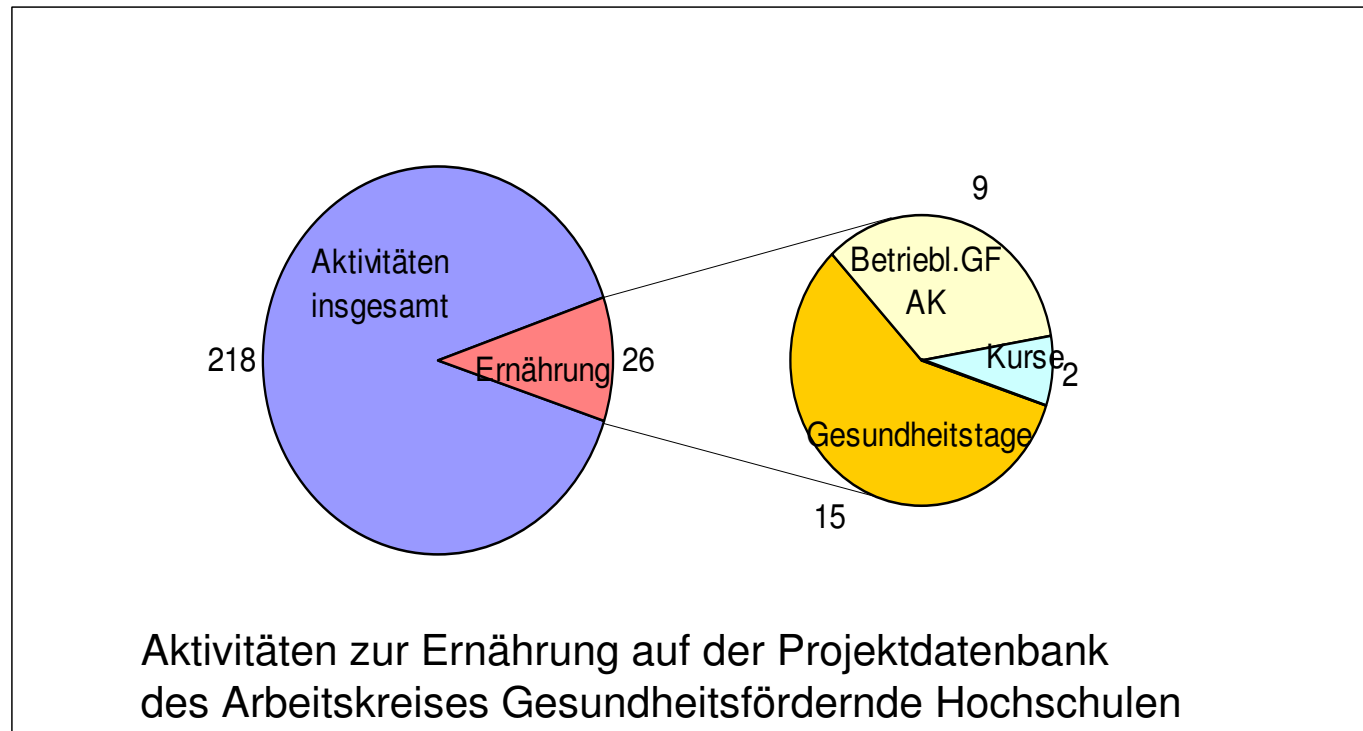 9
Aktivitäten
insgesamt
Betriebl.GF
AK
218
Ernährung
26
Kurse
2
Gesundheitstage
15
Aktivitäten zur Ernährung auf der Projektdatenbank
des Arbeitskreises Gesundheitsfördernde Hochschulen